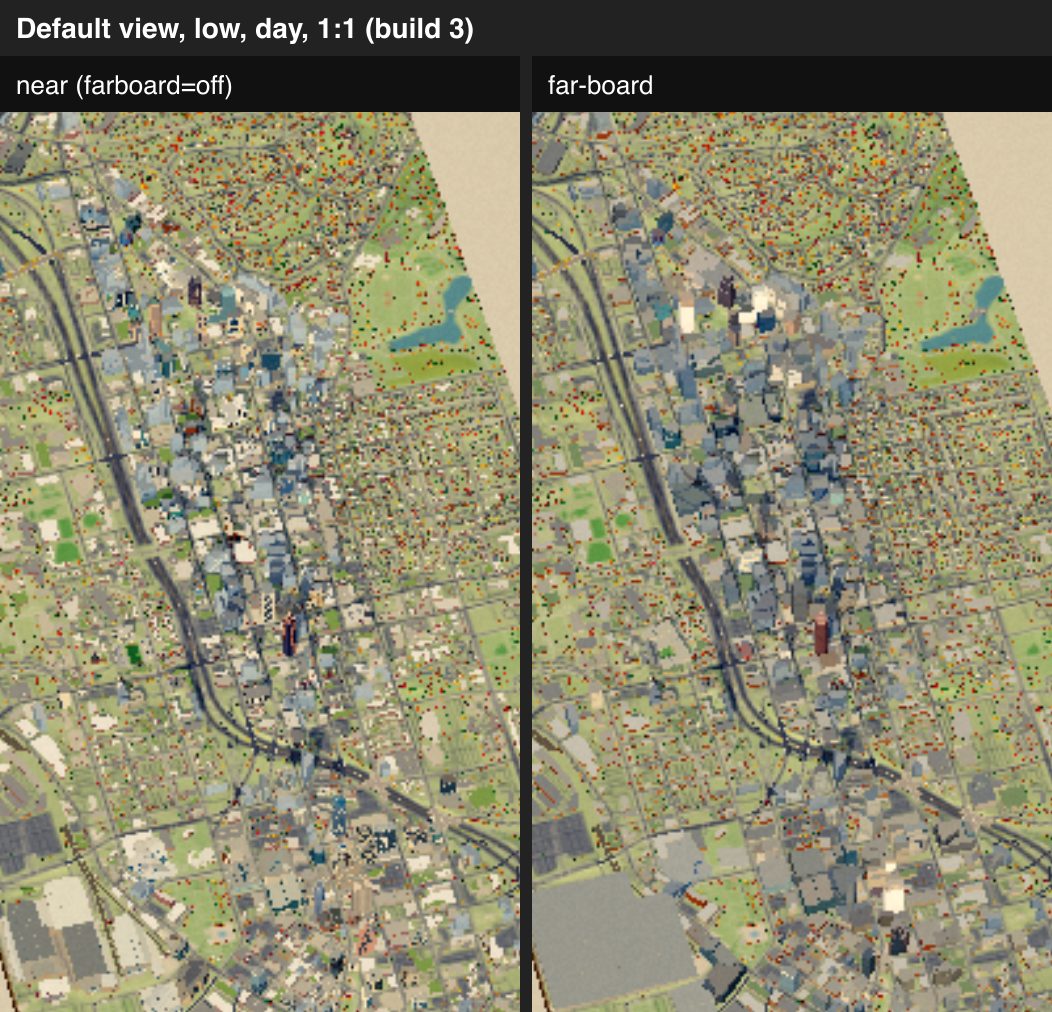 Default view, low, day, 1:1 (build 3)
near (farboard=off)
far-board